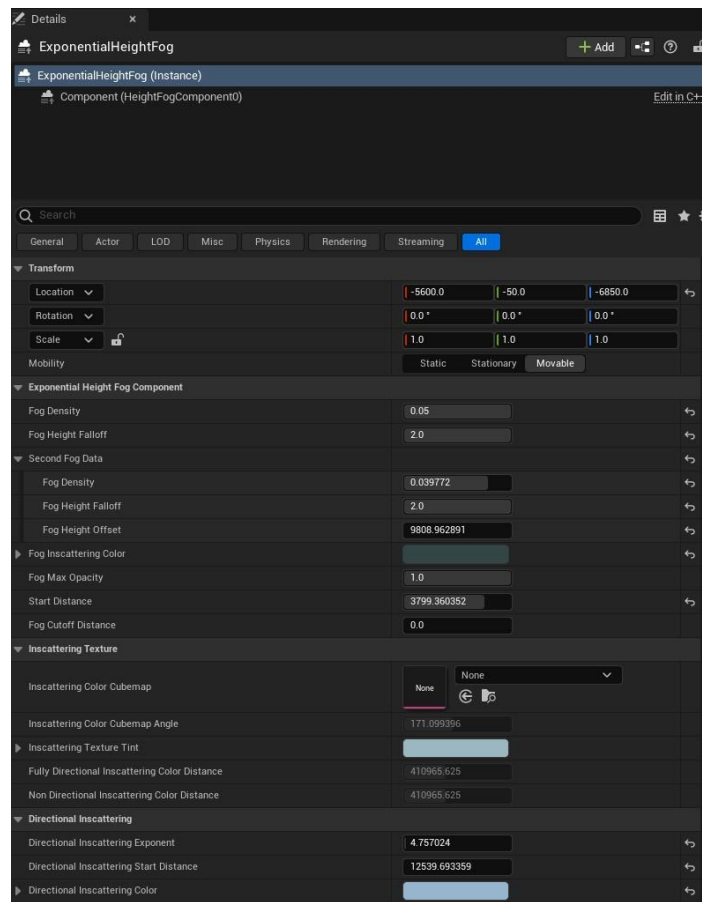 Details
ExponentialHeightFog
Add
ExponentialHeightFog (Instance)
Component (HeightFogComponent0) Edit in C++
Search
General Actor LOD Misc Physics Rendering Streaming All
Transform
Location -5600.0 -50.0 -6850.0
Rotation 0.0 ° 0.0 ° 0.0 °
Scale 1.0 1.0 1.0
Mobility Static Stationary Movable
Exponential Height Fog Component
Fog Density 0.05
Fog Height Falloff 2.0
Second Fog Data
Fog Density 0.039772
Fog Height Falloff 2.0
Fog Height Offset 9808.962891
Fog Inscattering Color
Fog Max Opacity 1.0
Start Distance 3799.360352
Fog Cutoff Distance 0.0
Inscattering Texture
Inscattering Color Cubemap None None
Inscattering Color Cubemap Angle 171.099396
Inscattering Texture Tint
Fully Directional Inscattering Color Distance 410965.625
Non Directional Inscattering Color Distance 410965.625
Directional Inscattering
Directional Inscattering Exponent 4.757024
Directional Inscattering Start Distance 12539.693359
Directional Inscattering Color